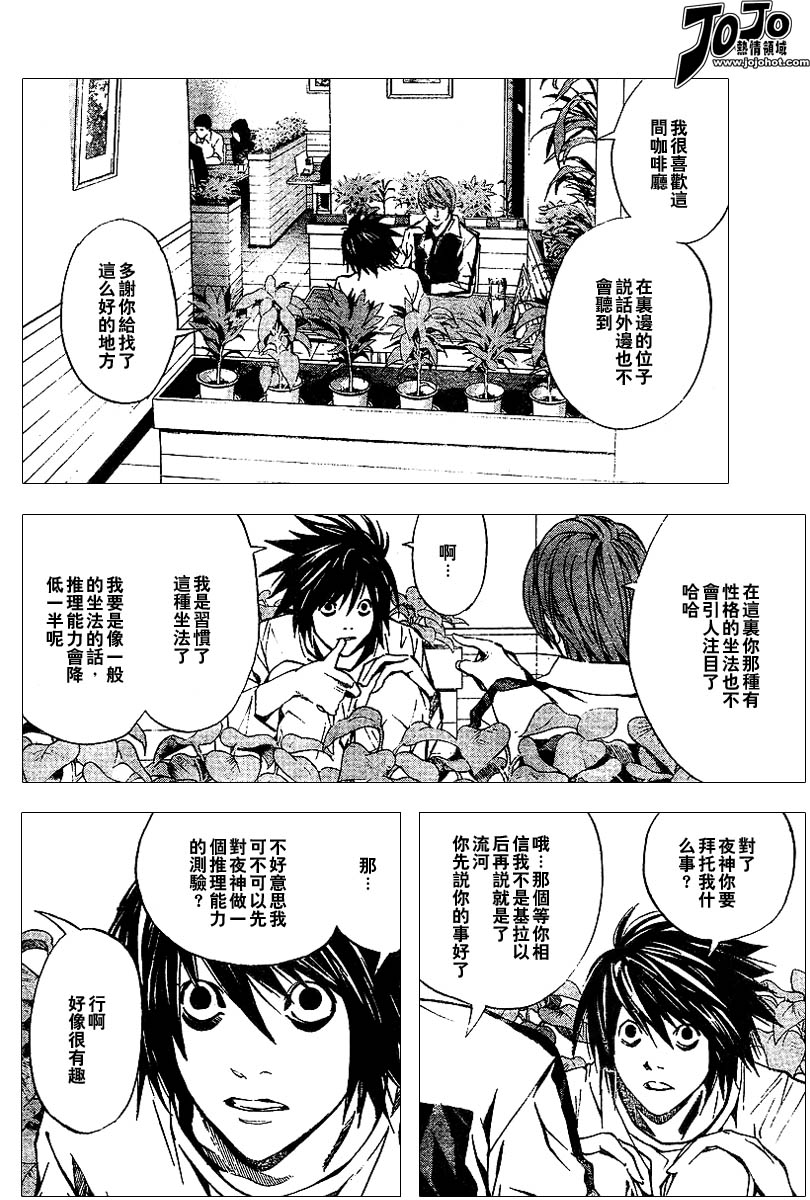 JOJO
熱情領域
www.jojohot.com
我很喜歡這
間咖啡廳
在裏邊的位子
説話外邊也不
會聽到
多謝你給找了
這么好的地方
在這裏你那種有
性格的坐法也不
會引人注目了
哈哈
啊…
我是習慣了
這種坐法了
我要是像一般
的坐法的話，
推理能力會降
低一半呢
對了
夜神你要
拜托我什
么事？
哦…那個等你相
信我不是基拉以
后再説就是了
流河
你先説你的事好了
那…
不好意思我
可不可以先
對夜神做一
個推理能力
的測驗？
行啊
好像很有趣